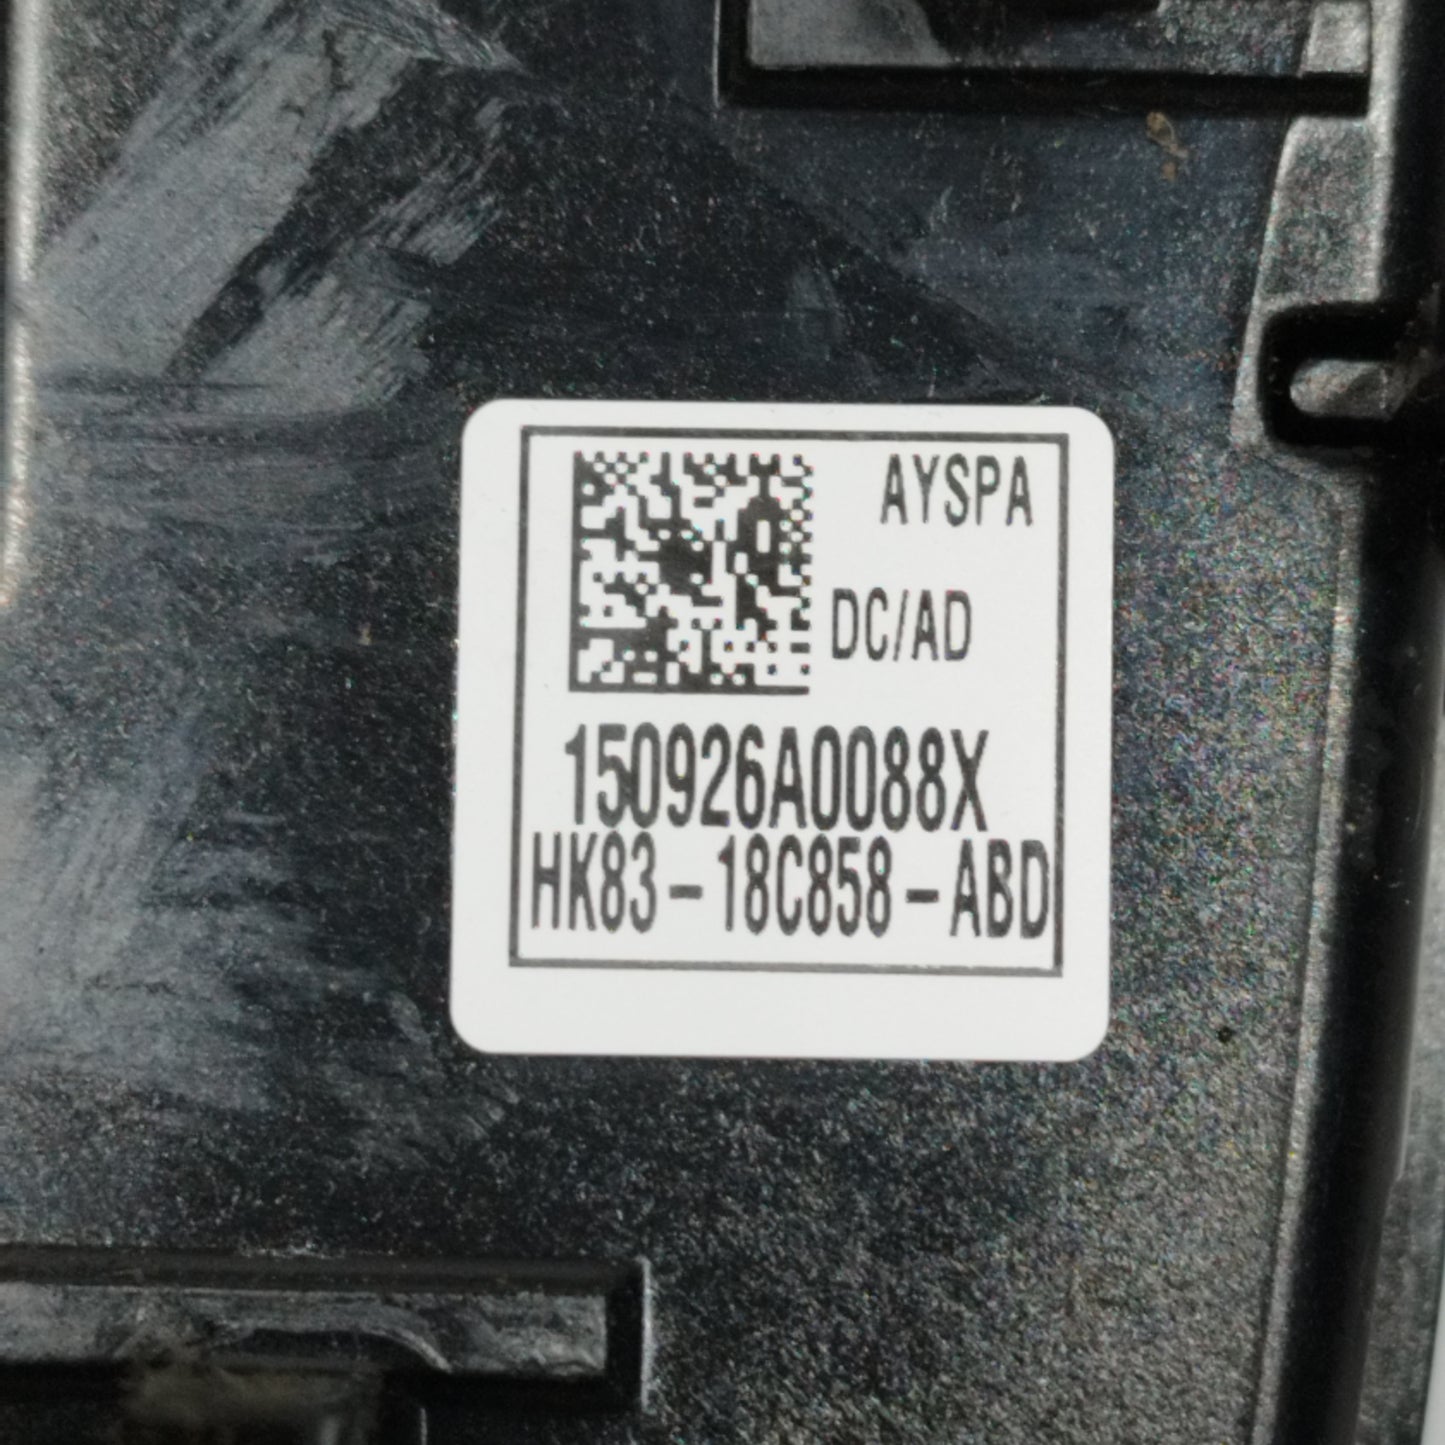 AYSPA
DC/AD
150926A0088X
HK83-18C858-ABD